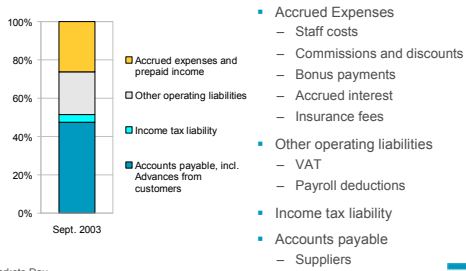 100%
80%
60%
40%
20%
0%
Sept. 2003
Accrued expenses and
prepaid income
Other operating liabilities
Income tax liability
Accounts payable, incl.
Advances from
customers
▪ Accrued Expenses
– Staff costs
– Commissions and discounts
– Bonus payments
– Accrued interest
– Insurance fees
▪ Other operating liabilities
– VAT
– Payroll deductions
▪ Income tax liability
▪ Accounts payable
– Suppliers